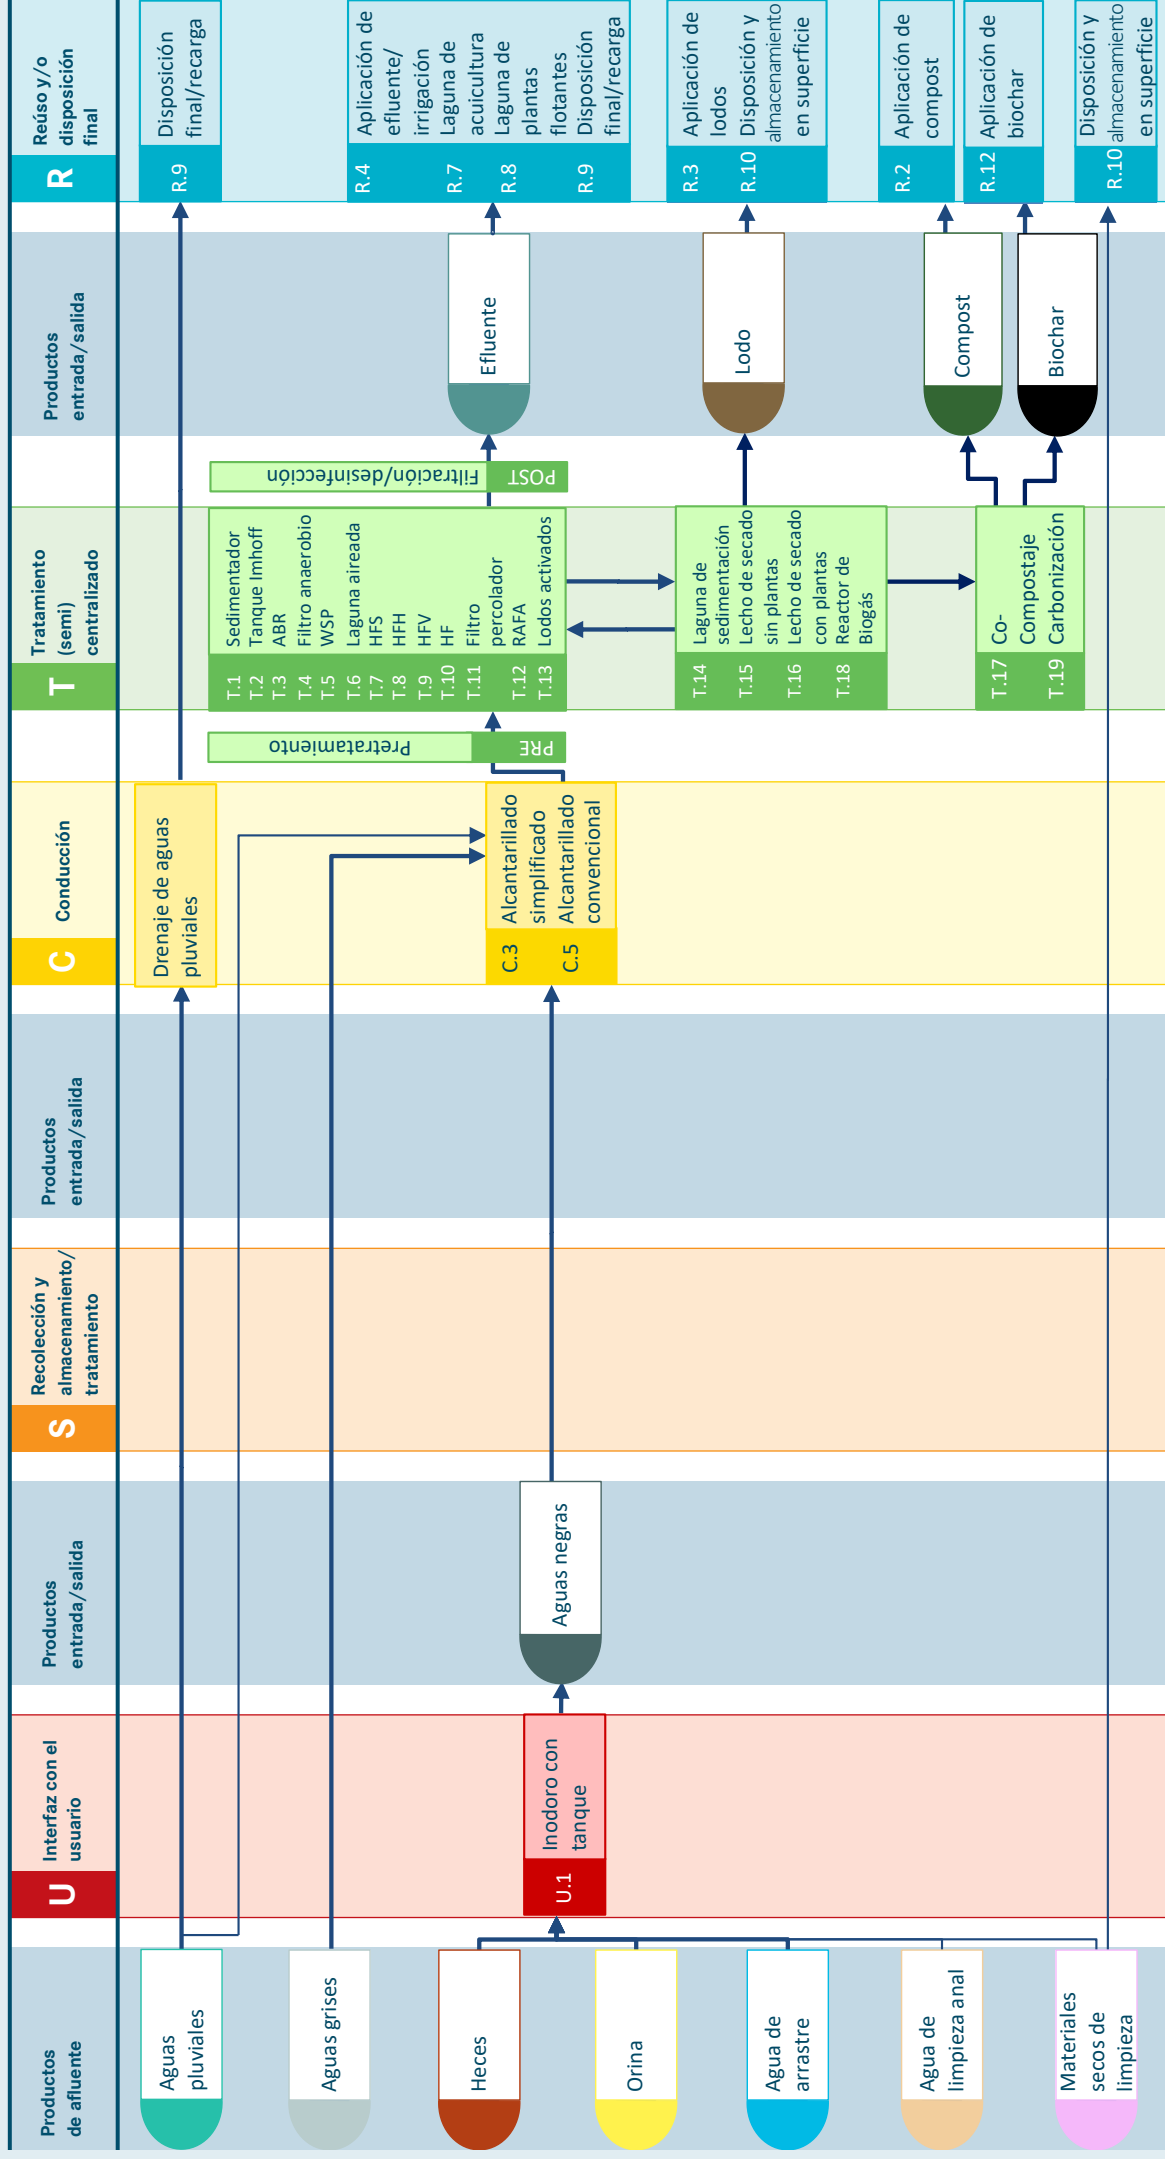 Productos
de afluente
U
Interfaz con el
usuario
Productos
entrada/salida
S
Recolección y
almacenamiento/
tratamiento
Productos
entrada/salida
C
Conducción
T
Tratamiento
(semi)
centralizado
Productos
entrada/salida
R
Reúso y/o
disposición
final
Aguas
pluviales
Aguas grises
Heces
Orina
Agua de
arrastre
Agua de
limpieza anal
Materiales
secos de
limpieza
U.1
Inodoro con
tanque
Aguas negras
Drenaje de aguas
pluviales
C.3
Alcantarillado
simplificado
C.5
Alcantarillado
convencional
PRE
Pretratamiento
T.1
Sedimentador
T.2
Tanque Imhoff
T.3
ABR
T.4
Filtro anaerobio
T.5
WSP
T.6
Laguna aireada
T.7
HFS
T.8
HFH
T.9
HFV
T.10
HF
T.11
Filtro
percolador
T.12
RAFA
T.13
Lodos activados
T.14
Laguna de
sedimentación
T.15
Lecho de secado
sin plantas
T.16
Lecho de secado
con plantas
T.18
Reactor de
Biogás
T.17
Co-
Compostaje
T.19
Carbonización
POST
Filtración/desinfección
Efluente
Lodo
Compost
Biochar
R.9
Disposición
final/recarga
R.4
Aplicación de
efluente/
irrigación
R.7
Laguna de
acuicultura
R.8
Laguna de
plantas
flotantes
R.9
Disposición
final/recarga
R.3
Aplicación de
lodos
R.10
Disposición y
almacenamiento
en superficie
R.2
Aplicación de
compost
R.12
Aplicación de
biochar
R.10
Disposición y
almacenamiento
en superficie